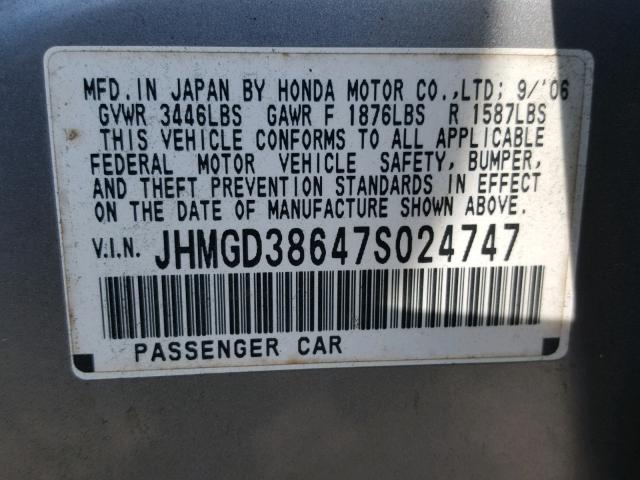 MFD. IN JAPAN BY HONDA MOTOR CO.,LTD; 9/'06
GVWR 3446LBS GAWR F 1876LBS R 1587LBS
THIS VEHICLE CONFORMS TO ALL APPLICABLE
FEDERAL MOTOR VEHICLE SAFETY, BUMPER,
AND THEFT PREVENTION STANDARDS IN EFFECT
ON THE DATE OF MANUFACTURE SHOWN ABOVE.
V.I.N. JHMGD38647S024747
PASSENGER CAR